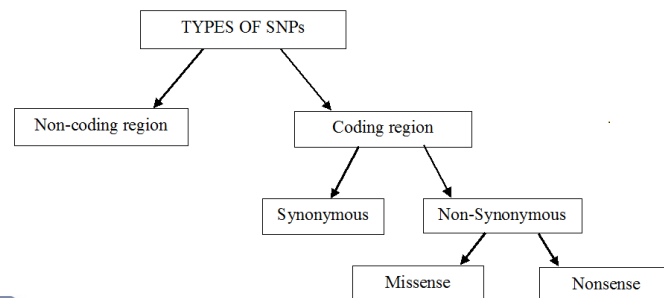 TYPES OF SNPs
Non-coding region
Coding region
Synonymous
Non-Synonymous
Missense
Nonsense